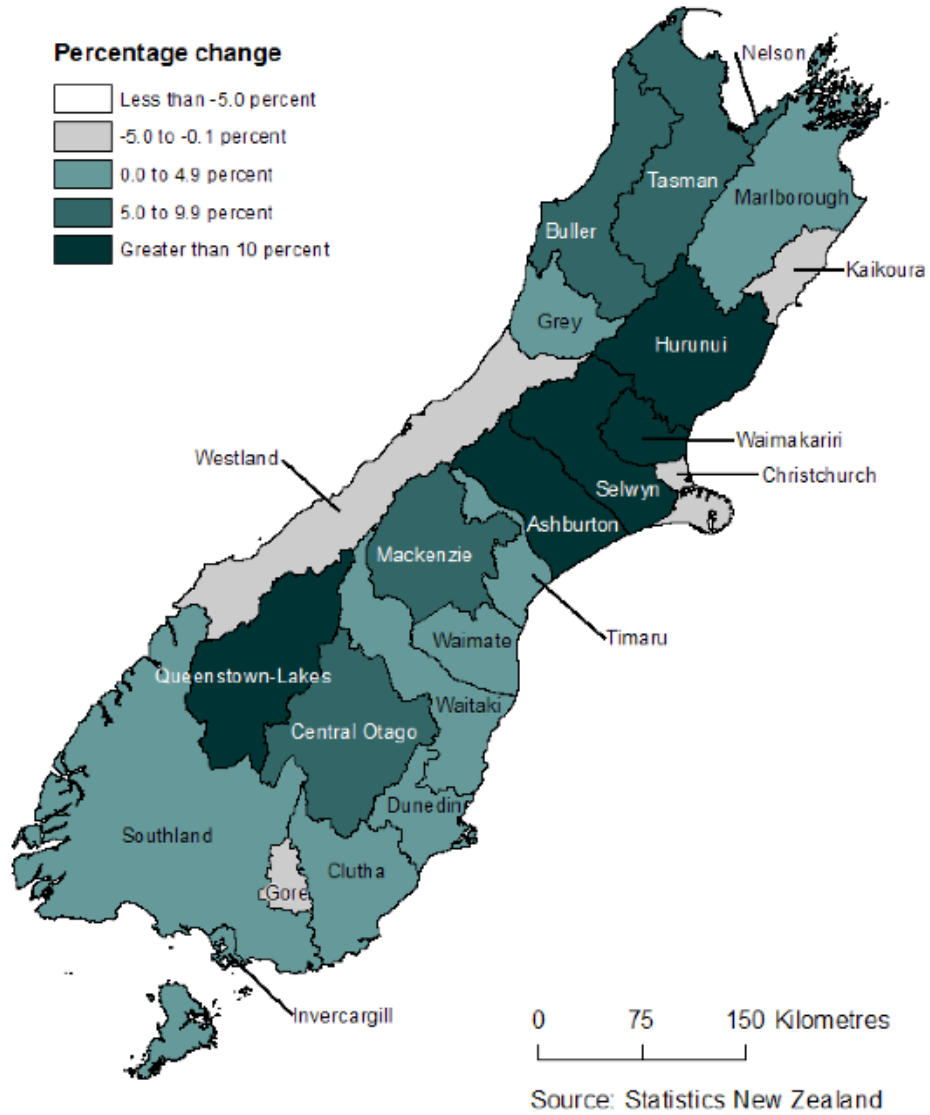 Percentage change
Less than -5.0 percent
-5.0 to -0.1 percent
0.0 to 4.9 percent
5.0 to 9.9 percent
Greater than 10 percent
Nelson
Tasman
Marlborough
Buller
Kaikoura
Grey
Hurunui
Waimakariri
Westland
Christchurch
Selwyn
Ashburton
Mackenzie
Timaru
Waimate
Queenstown-Lakes
Waitaki
Central Otago
Dunedin
Southland
Clutha
Gore
Invercargill
0 75 150 Kilometres
Source: Statistics New Zealand